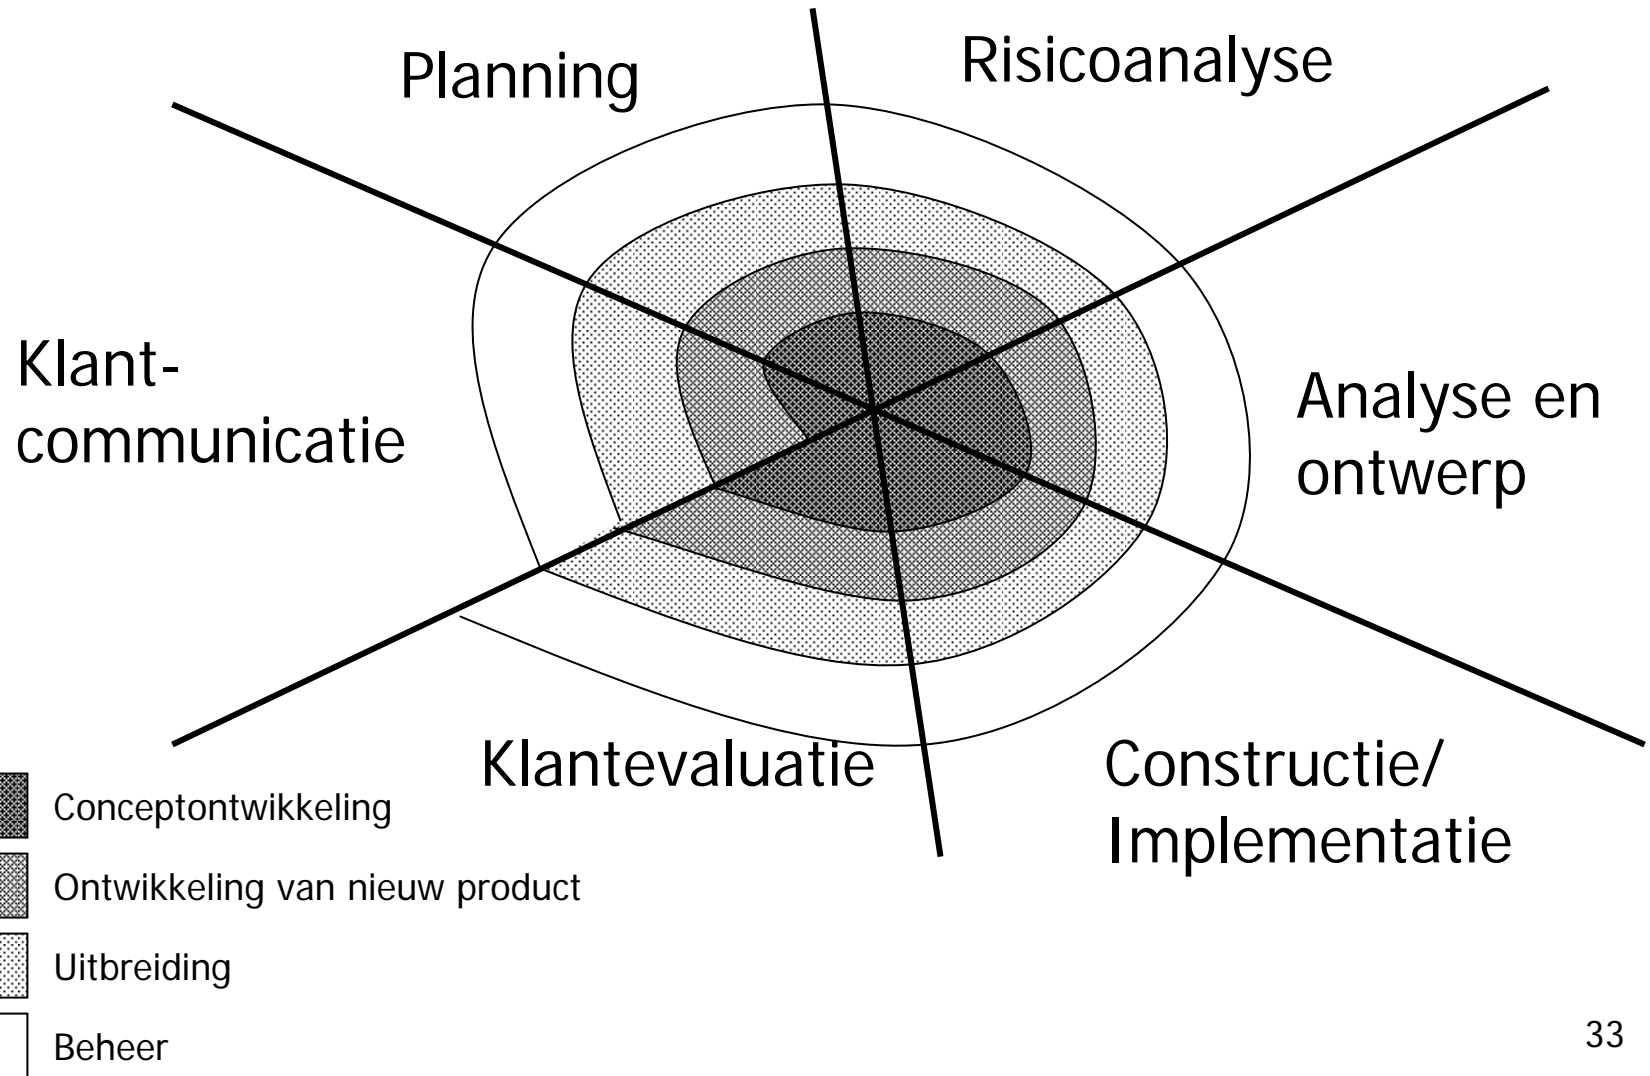 Planning
Risicoanalyse
Klant-
communicatie
Analyse en
ontwerp
Klantevaluatie
Constructie/
Implementatie
Conceptontwikkeling
Ontwikkeling van nieuw product
Uitbreiding
Beheer
33